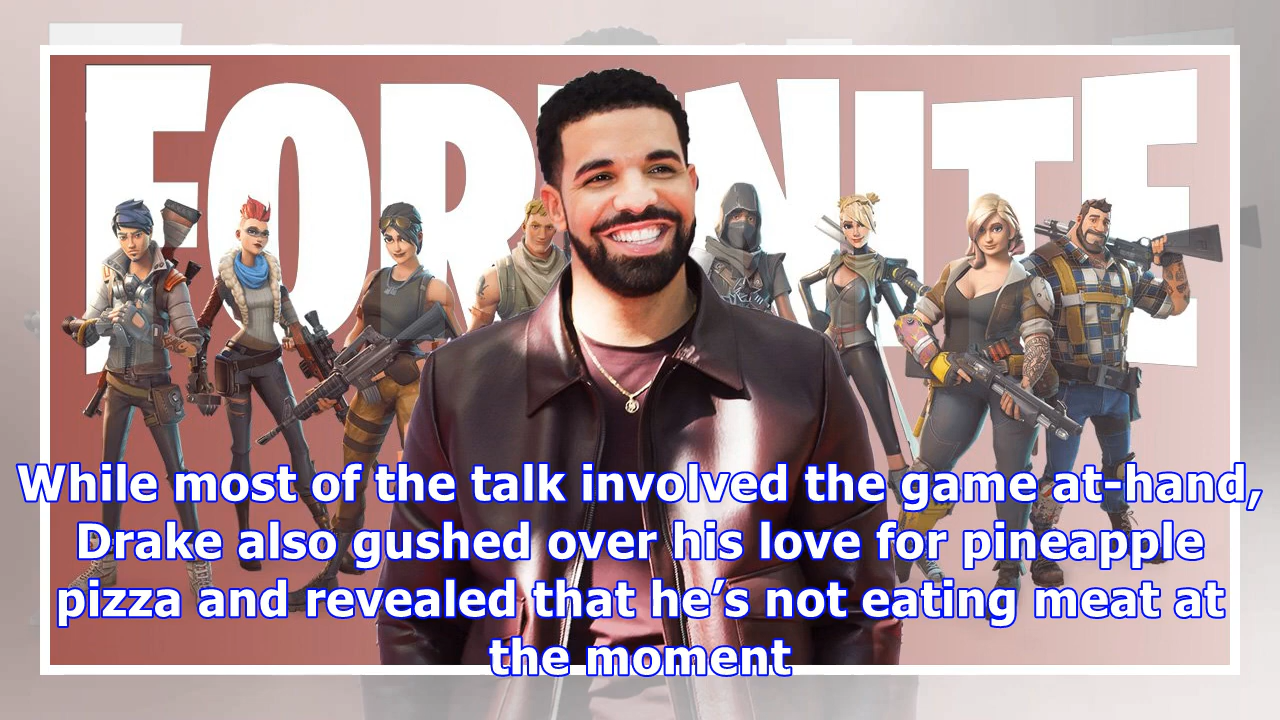 FORTNITE
While most of the talk involved the game at-hand,
Drake also gushed over his love for pineapple
pizza and revealed that he’s not eating meat at
the moment